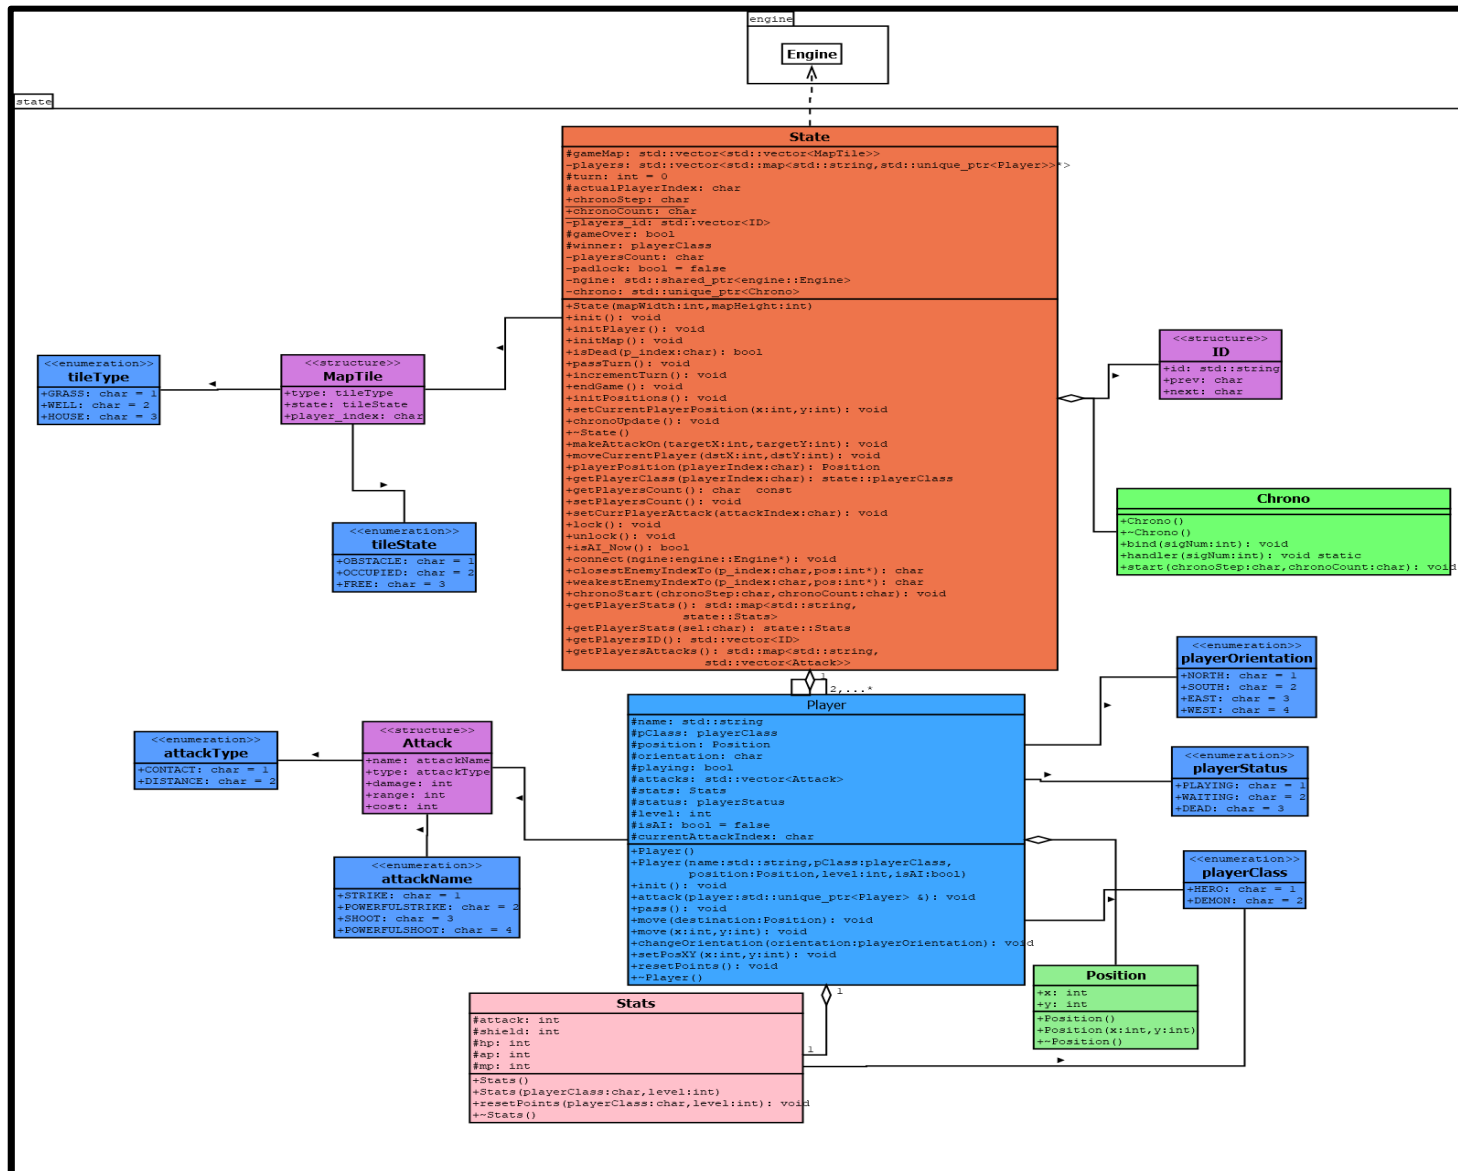 engine
Engine
state
State
#gameMap: std::vector<std::vector<MapTile>>
-players: std::vector<std::map<std::string,std::unique_ptr<Player>>*>
#turn: int = 0
#actualPlayerIndex: char
+chronoStep: char
+chronoCount: char
-players_id: std::vector<ID>
#gameOver: bool
#winner: playerClass
-playersCount: char
-padlock: bool = false
-ngine: std::shared_ptr<engine::Engine>
-chrono: std::unique_ptr<Chrono>
+State(mapWidth:int,mapHeight:int)
+init(): void
+initPlayer(): void
+initMap(): void
+isDead(p_index:char): bool
+passTurn(): void
+incrementTurn(): void
+endGame(): void
+initPositions(): void
+setCurrentPlayerPosition(x:int,y:int): void
+chronoUpdate(): void
+~State()
+makeAttackOn(targetX:int,targetY:int): void
+moveCurrentPlayer(dstX:int,dstY:int): void
+playerPosition(playerIndex:char): Position
+getPlayerClass(playerIndex:char): state::playerClass
+getPlayersCount(): char const
+setPlayersCount(): void
+setCurrPlayerAttack(attackIndex:char): void
+lock(): void
+unlock(): void
+isAI_Now(): bool
+connect(ngine:engine::Engine*): void
+closestEnemyIndexTo(p_index:char,pos:int*): char
+weakestEnemyIndexTo(p_index:char,pos:int*): char
+chronoStart(chronoStep:char,chronoCount:char): void
+getPlayerStats(): std::map<std::string,
state::Stats>
+getPlayerStats(sel:char): state::Stats
+getPlayersID(): std::vector<ID>
+getPlayersAttacks(): std::map<std::string,
std::vector<Attack>>
<<enumeration>>
tileType
+GRASS: char = 1
+WELL: char = 2
+HOUSE: char = 3
<<structure>>
MapTile
+type: tileType
+state: tileState
+player_index: char
<<enumeration>>
tileState
+OBSTACLE: char = 1
+OCCUPIED: char = 2
+FREE: char = 3
<<structure>>
ID
+id: std::string
+prev: char
+next: char
Chrono
+Chrono()
+~Chrono()
+bind(sigNum:int): void
+handler(sigNum:int): void static
+start(chronoStep:char,chronoCount:char): void
1
2,...*
Player
#name: std::string
#pClass: playerClass
#position: Position
#orientation: char
#playing: bool
#attacks: std::vector<Attack>
#stats: Stats
#status: playerStatus
#level: int
#isAI: bool = false
#currentAttackIndex: char
+Player()
+Player(name:std::string,pClass:playerClass,
position:Position,level:int,isAI:bool)
+init(): void
+attack(player:std::unique_ptr<Player> &): void
+pass(): void
+move(destination:Position): void
+move(x:int,y:int): void
+changeOrientation(orientation:playerOrientation): void
+setPosXY(x:int,y:int): void
+resetPoints(): void
+~Player()
<<enumeration>>
attackType
+CONTACT: char = 1
+DISTANCE: char = 2
<<structure>>
Attack
+name: attackName
+type: attackType
+damage: int
+range: int
+cost: int
<<enumeration>>
attackName
+STRIKE: char = 1
+POWERFULSTRIKE: char = 2
+SHOOT: char = 3
+POWERFULSHOOT: char = 4
<<enumeration>>
playerOrientation
+NORTH: char = 1
+SOUTH: char = 2
+EAST: char = 3
+WEST: char = 4
<<enumeration>>
playerStatus
+PLAYING: char = 1
+WAITING: char = 2
+DEAD: char = 3
<<enumeration>>
playerClass
+HERO: char = 1
+DEMON: char = 2
Position
+x: int
+y: int
+Position()
+Position(x:int,y:int)
+~Position()
1
1
Stats
#attack: int
#shield: int
#hp: int
#ap: int
#mp: int
+Stats()
+Stats(playerClass:char,level:int)
+resetPoints(playerClass:char,level:int): void
+~Stats()